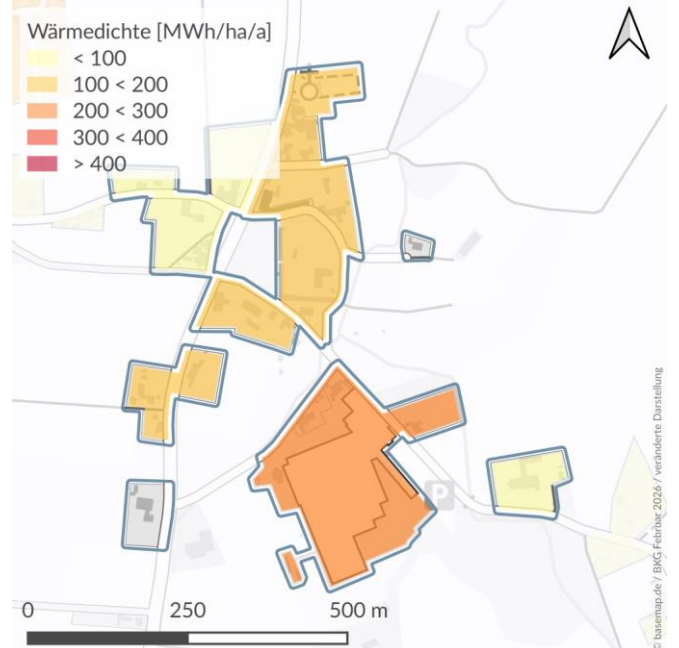 Wärmedichte [MWh/ha/a]
< 100
100 < 200
200 < 300
300 < 400
> 400
P
0 250 500 m
© basemap.de / BKG Februar 2026 / veränderte Darstellung